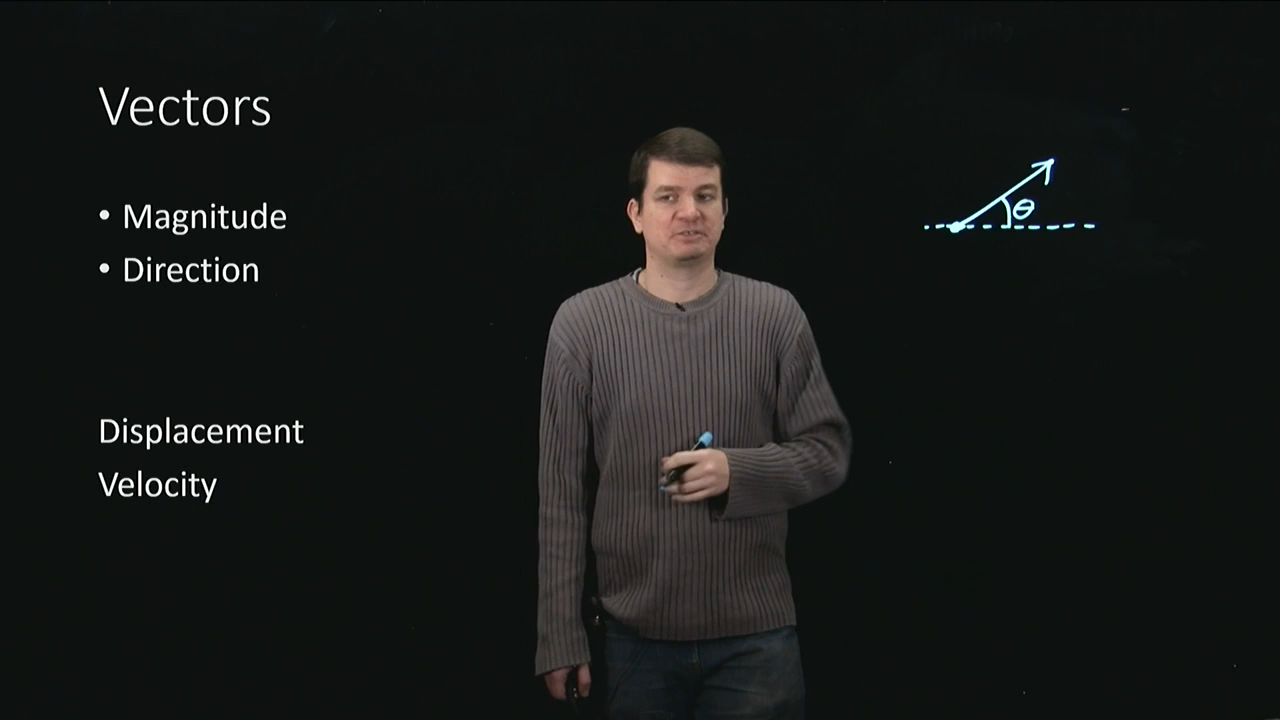 Vectors
• Magnitude
• Direction
Displacement
Velocity
θ